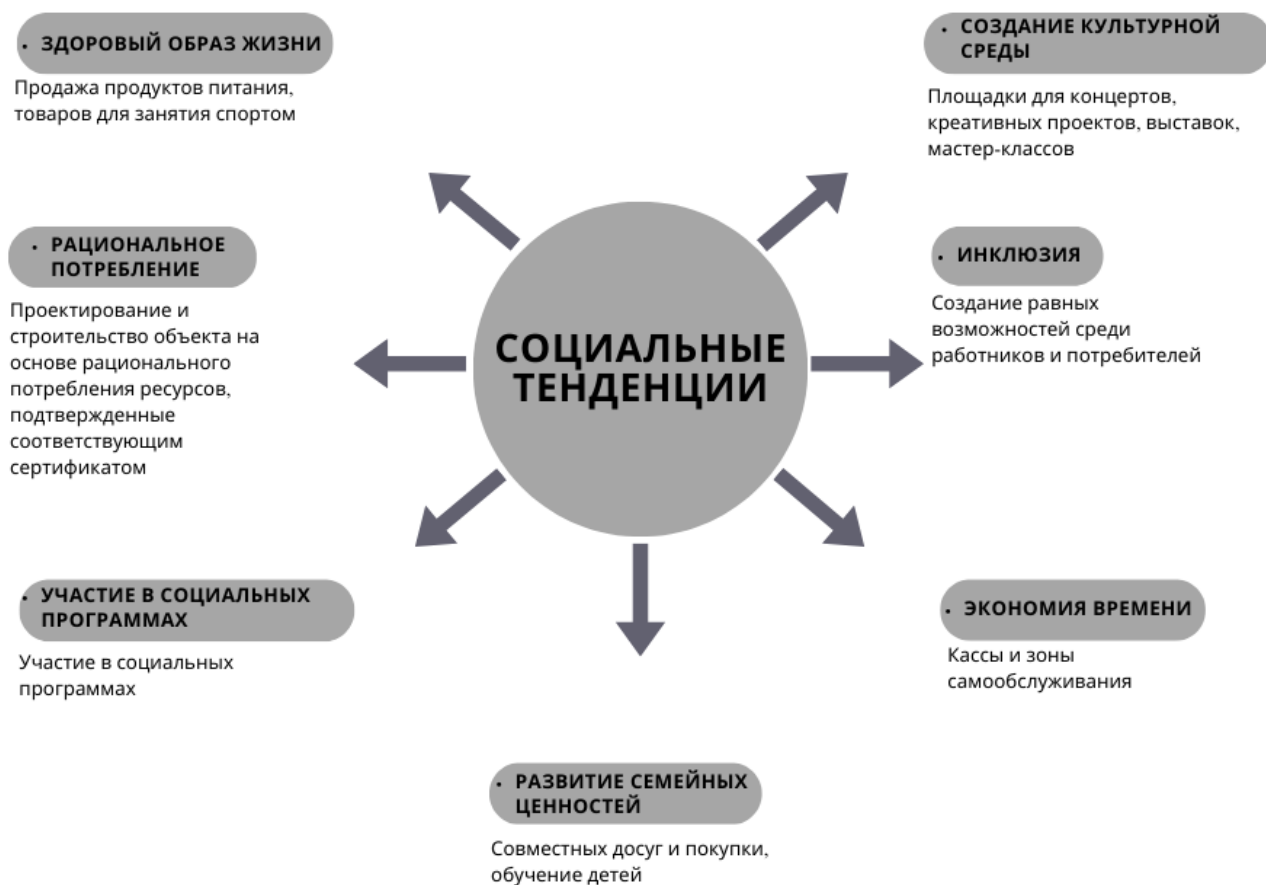 • ЗДОРОВЫЙ ОБРАЗ ЖИЗНИ
Продажа продуктов питания,
товаров для занятия спортом
• СОЗДАНИЕ КУЛЬТУРНОЙ
СРЕДЫ
Площадки для концертов,
креативных проектов, выставок,
мастер-классов
• РАЦИОНАЛЬНОЕ
ПОТРЕБЛЕНИЕ
Проектирование и
строительство объекта на
основе рационального
потребления ресурсов,
подтвержденные
соответствующим
сертификатом
• ИНКЛЮЗИЯ
Создание равных
возможностей среди
работников и потребителей
СОЦИАЛЬНЫЕ
ТЕНДЕНЦИИ
• УЧАСТИЕ В СОЦИАЛЬНЫХ
ПРОГРАММАХ
Участие в социальных
программах
• ЭКОНОМИЯ ВРЕМЕНИ
Кассы и зоны
самообслуживания
• РАЗВИТИЕ СЕМЕЙНЫХ
ЦЕННОСТЕЙ
Совместных досуг и покупки,
обучение детей